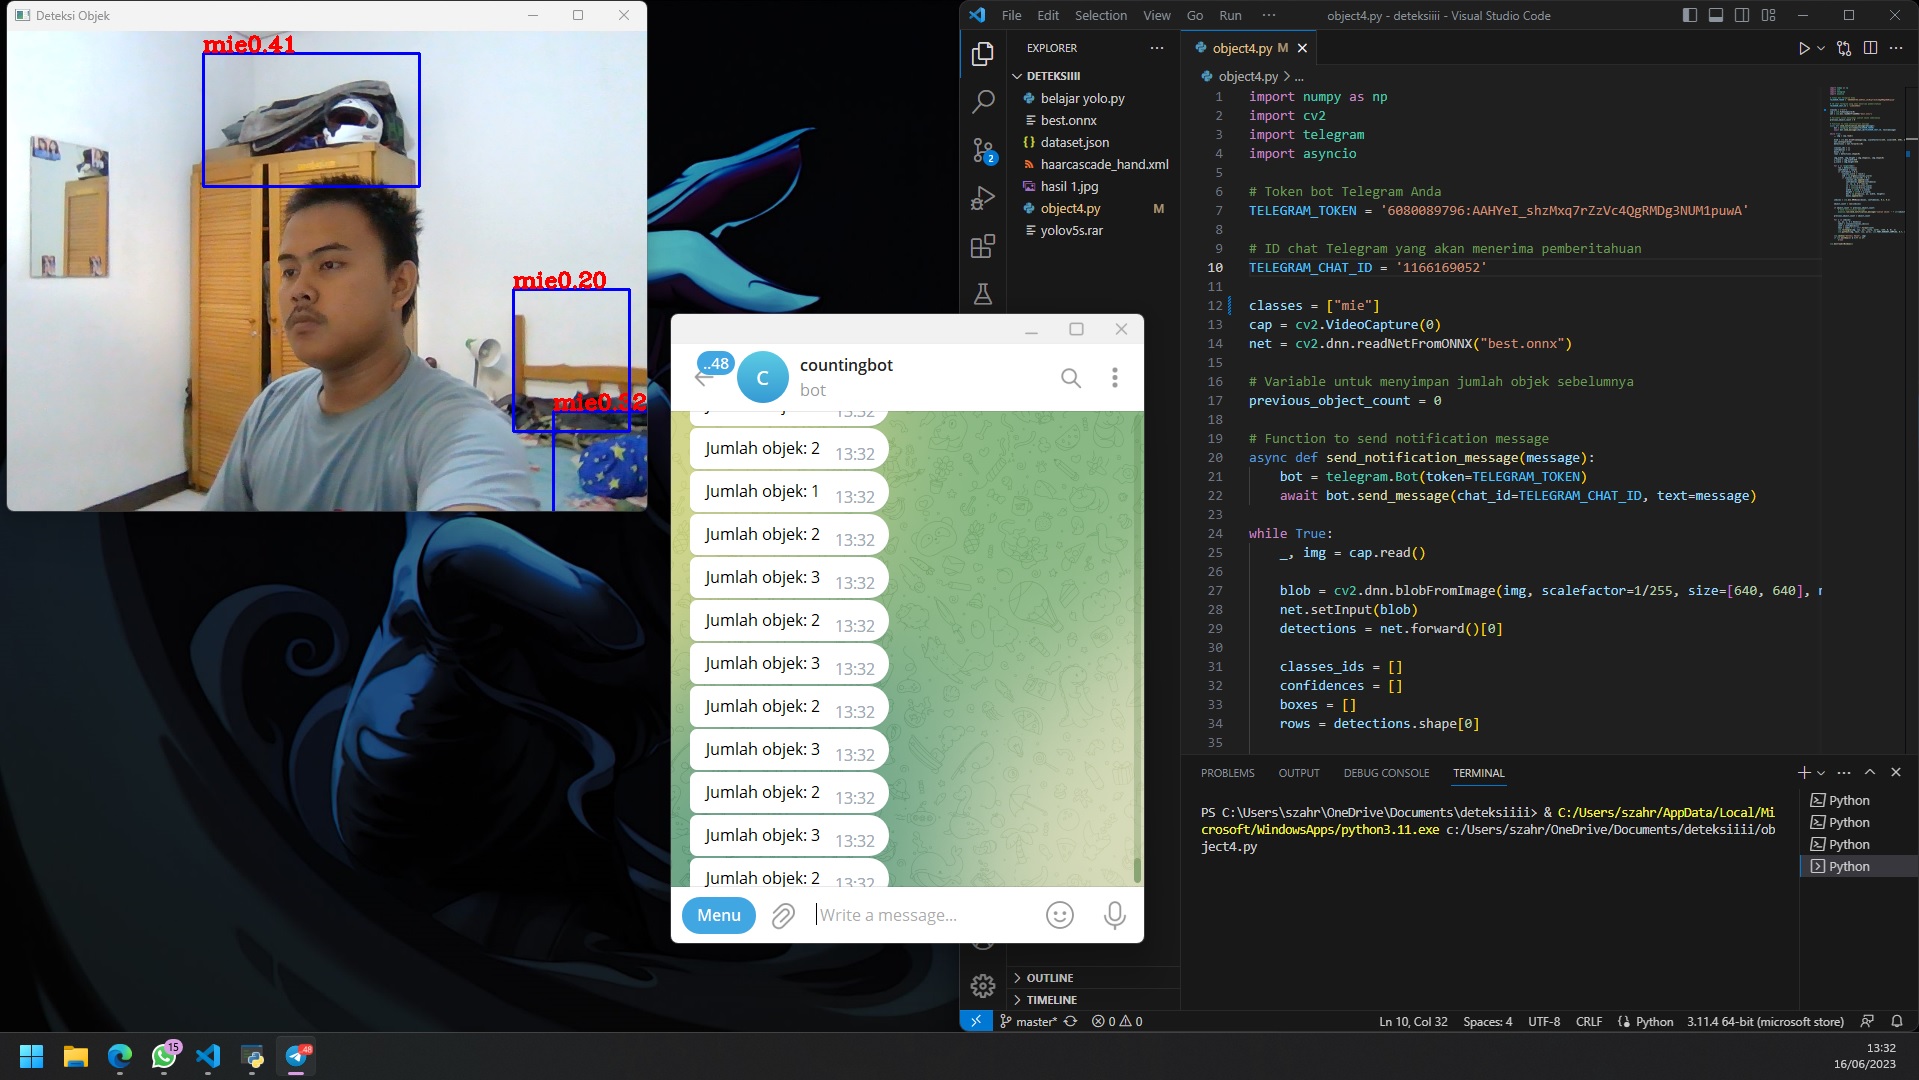 Deteksi Objek
mie0.41
mie0.20
File Edit Selection View Go Run ···
object4.py - deteksiiii - Visual Studio Code
EXPLORER
DETEKSIIII
belajar yolo.py
best.onnx
dataset.json
haarcascade_hand.xml
hasil 1.jpg
object4.py M
yolov5s.rar
2
OUTLINE
TIMELINE
object4.py M
object4.py > ...
1 import numpy as np
2 import cv2
3 import telegram
4 import asyncio
5
6 # Token bot Telegram Anda
7 TELEGRAM_TOKEN = '6080089796:AAHYeI_shzMxq7rZzVc4QgRMDg3NUM1puwA'
8
9 # ID chat Telegram yang akan menerima pemberitahuan
10 TELEGRAM_CHAT_ID = '1166169052'
11
12 classes = ["mie"]
13 cap = cv2.VideoCapture(0)
14 net = cv2.dnn.readNetFromONNX("best.onnx")
15
16 # Variable untuk menyimpan jumlah objek sebelumnya
17 previous_object_count = 0
18
19 # Function to send notification message
20 async def send_notification_message(message):
21 bot = telegram.Bot(token=TELEGRAM_TOKEN)
22 await bot.send_message(chat_id=TELEGRAM_CHAT_ID, text=message)
23
24 while True:
25 _, img = cap.read()
26
27 blob = cv2.dnn.blobFromImage(img, scalefactor=1/255, size=[640, 640],
28 net.setInput(blob)
29 detections = net.forward()[0]
30
31 classes_ids = []
32 confidences = []
33 boxes = []
34 rows = detections.shape[0]
35
PROBLEMS OUTPUT DEBUG CONSOLE TERMINAL
PS C:\Users\szahr\OneDrive\Documents\deteksiiii> & C:/Users/szahr/AppData/Local/Mi
crosoft/WindowsApps/python3.11.exe c:/Users/szahr/OneDrive/Documents/deteksiiii/ob
ject4.py
Python
Python
Python
Python
..48
C
countingbot
bot
13:32
Jumlah objek: 2 13:32
Jumlah objek: 1 13:32
Jumlah objek: 2 13:32
Jumlah objek: 3 13:32
Jumlah objek: 2 13:32
Jumlah objek: 3 13:32
Jumlah objek: 2 13:32
Jumlah objek: 3 13:32
Jumlah objek: 2 13:32
Jumlah objek: 3 13:32
Jumlah objek: 2 13:32
Menu
Write a message...
master* 0 0
Ln 10, Col 32 Spaces: 4 UTF-8 CRLF Python 3.11.4 64-bit (microsoft store)
15
48
13:32
16/06/2023